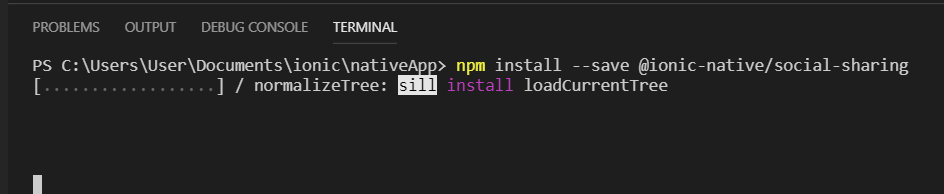 PROBLEMS OUTPUT DEBUG CONSOLE TERMINAL
PS C:\Users\User\Documents\ionic\nativeApp> npm install --save @ionic-native/social-sharing
[..................] / normalizeTree: sill install loadCurrentTree